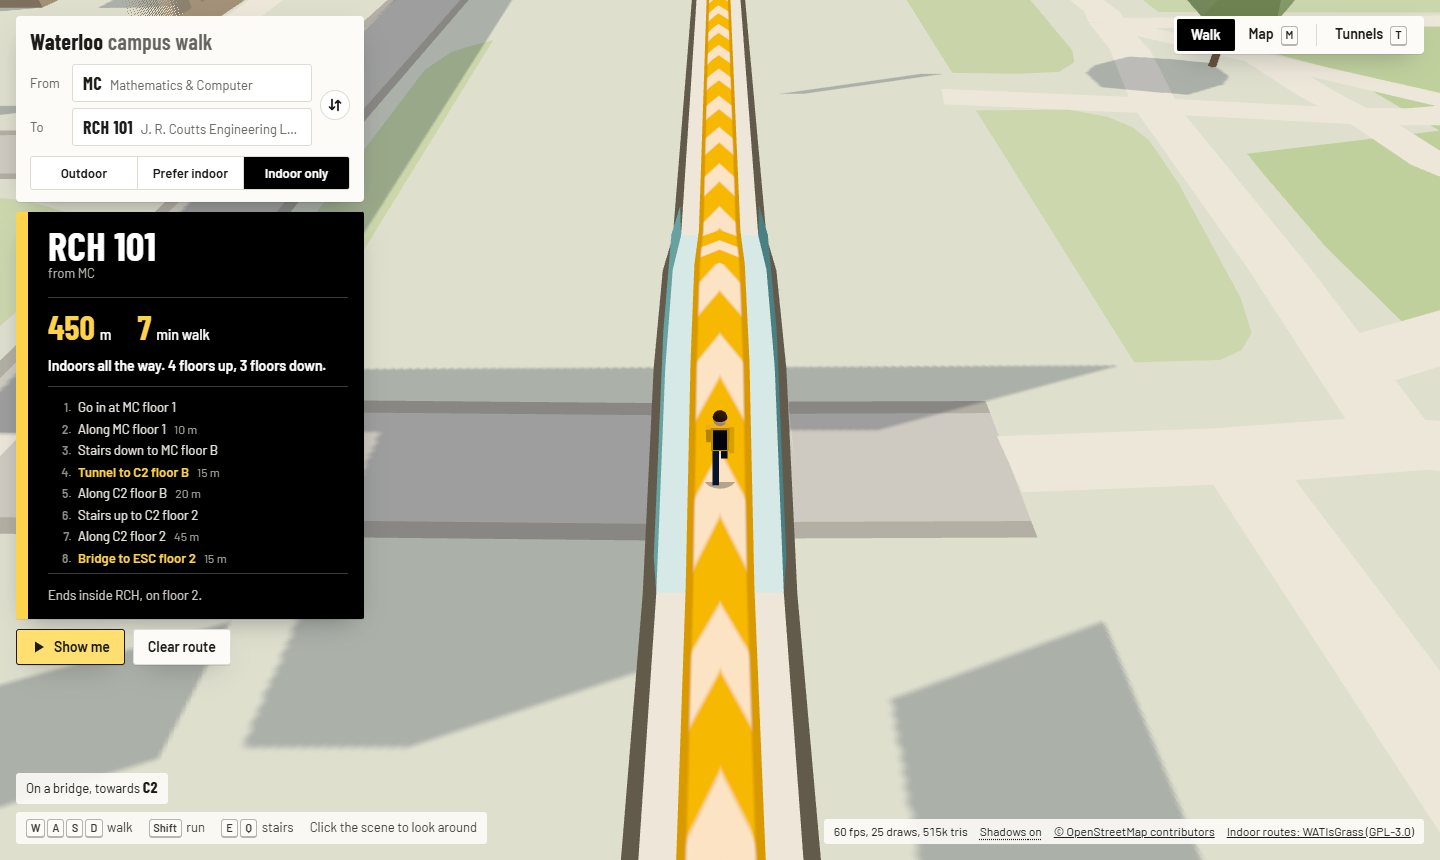 Waterloo campus walk
From MC Mathematics & Computer
To RCH 101 J. R. Coutts Engineering L...
Outdoor Prefer indoor Indoor only
RCH 101
from MC
450 m 7 min walk
Indoors all the way. 4 floors up, 3 floors down.
1. Go in at MC floor 1
2. Along MC floor 1 10 m
3. Stairs down to MC floor B
4. Tunnel to C2 floor B 15 m
5. Along C2 floor B 20 m
6. Stairs up to C2 floor 2
7. Along C2 floor 2 45 m
8. Bridge to ESC floor 2 15 m
Ends inside RCH, on floor 2.
Show me Clear route
On a bridge, towards C2
W A S D walk Shift run E Q stairs Click the scene to look around
Walk Map M Tunnels T
60 fps, 25 draws, 515k tris Shadows on © OpenStreetMap contributors Indoor routes: WATIsGrass (GPL-3.0)